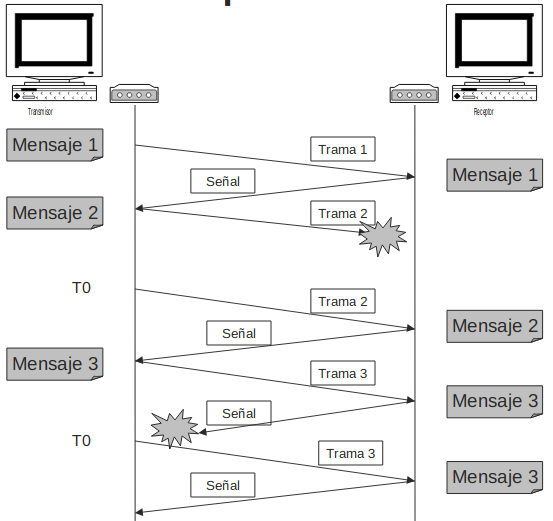 Transmisor
Receptor
Mensaje 1
Trama 1
Mensaje 1
Señal
Mensaje 2
Trama 2
T0
Trama 2
Mensaje 2
Señal
Mensaje 3
Trama 3
Mensaje 3
Señal
T0
Trama 3
Mensaje 3
Señal